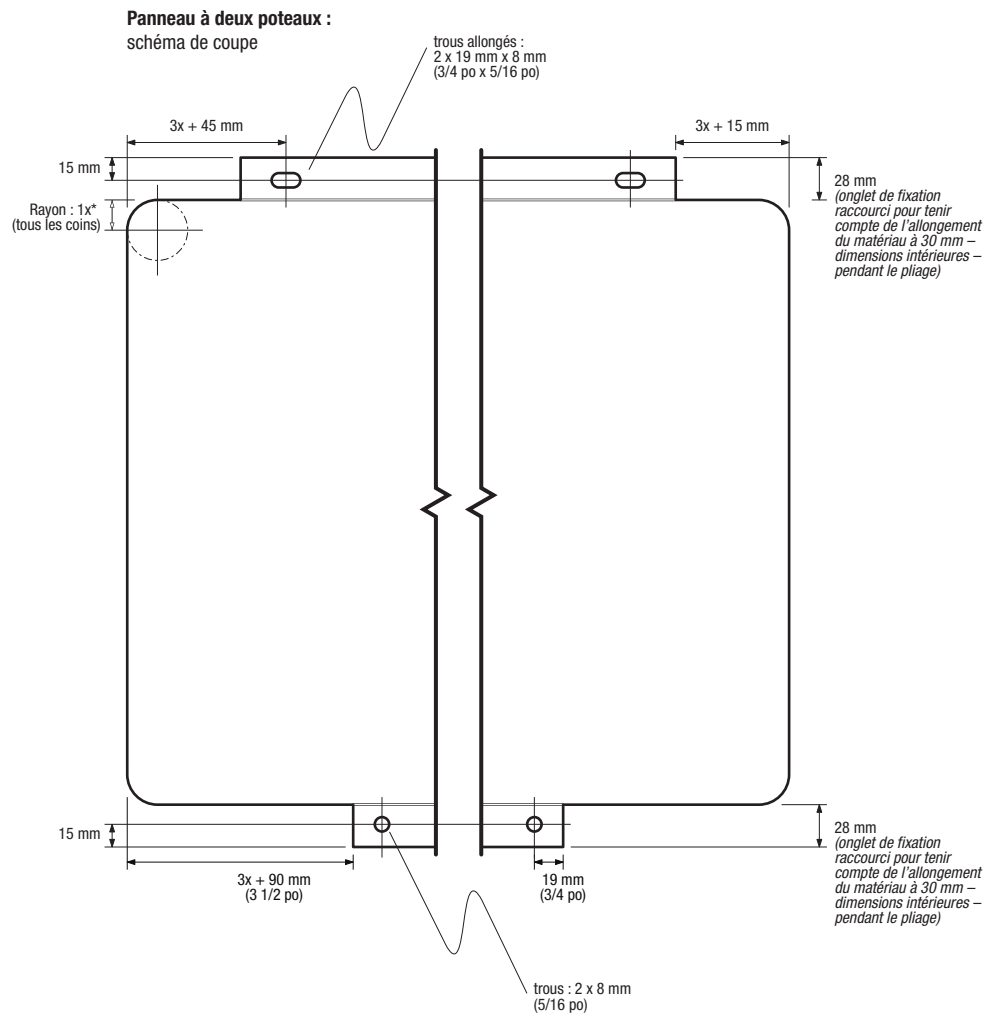 Panneau à deux poteaux :
schéma de coupe
trous allongés :
2 x 19 mm x 8 mm
(3/4 po x 5/16 po)
3x + 45 mm
3x + 15 mm
15 mm
28 mm
(onglet de fixation
raccourci pour tenir
compte de l'allongement
du matériau à 30 mm –
dimensions intérieures –
pendant le pliage)
Rayon : 1x*
(tous les coins)
15 mm
28 mm
(onglet de fixation
raccourci pour tenir
compte de l'allongement
du matériau à 30 mm –
dimensions intérieures –
pendant le pliage)
3x + 90 mm
(3 1/2 po)
19 mm
(3/4 po)
trous : 2 x 8 mm
(5/16 po)